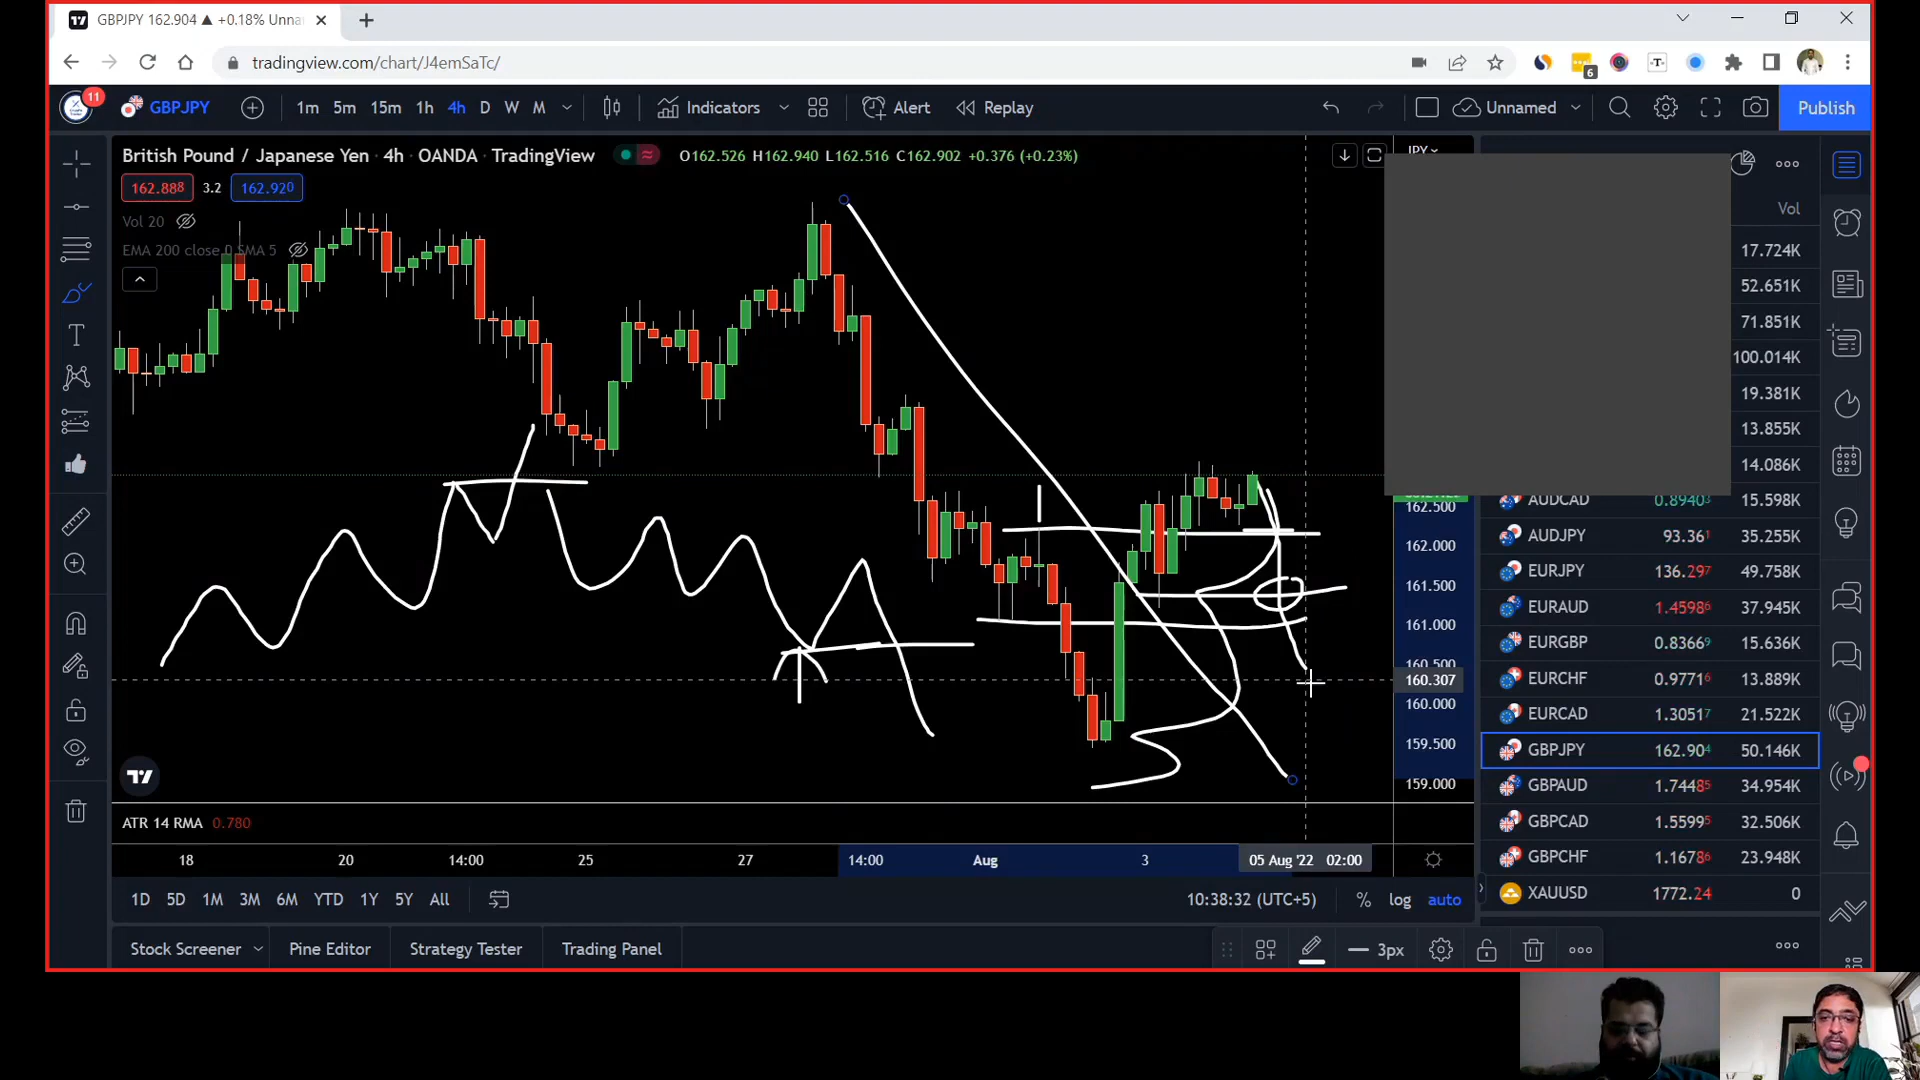 GBPJPY 162.904 ▲ +0.18% Unna
tradingview.com/chart/J4emSaTc/
6
11
GBPJPY 1m 5m 15m 1h 4h D W M Indicators Alert Replay Unnamed Publish
British Pound / Japanese Yen · 4h · OANDA · TradingView O162.526 H162.940 L162.516 C162.902 +0.376 (+0.23%)
JPY
162.888 3.2 162.920
Vol 20
EMA 200 close 0 SMA 5
Vol
17.724K
52.651K
71.851K
100.014K
19.381K
13.855K
14.086K
AUDCAD 0.89403 15.598K
AUDJPY 93.361 35.255K
EURJPY 136.297 49.758K
EURAUD 1.45986 37.945K
EURGBP 0.83669 15.636K
EURCHF 0.97716 13.889K
EURCAD 1.30517 21.522K
GBPJPY 162.904 50.146K
GBPAUD 1.74485 34.954K
GBPCAD 1.55995 32.506K
GBPCHF 1.16786 23.948K
XAUUSD 1772.24 0
162.500
162.000
161.500
161.000
160.500
160.307
160.000
159.500
159.000
ATR 14 RMA 0.780
18 20 14:00 25 27 14:00 Aug 3 05 Aug '22 02:00
1D 5D 1M 3M 6M YTD 1Y 5Y All 10:38:32 (UTC+5) % log auto
Stock Screener Pine Editor Strategy Tester Trading Panel 3px